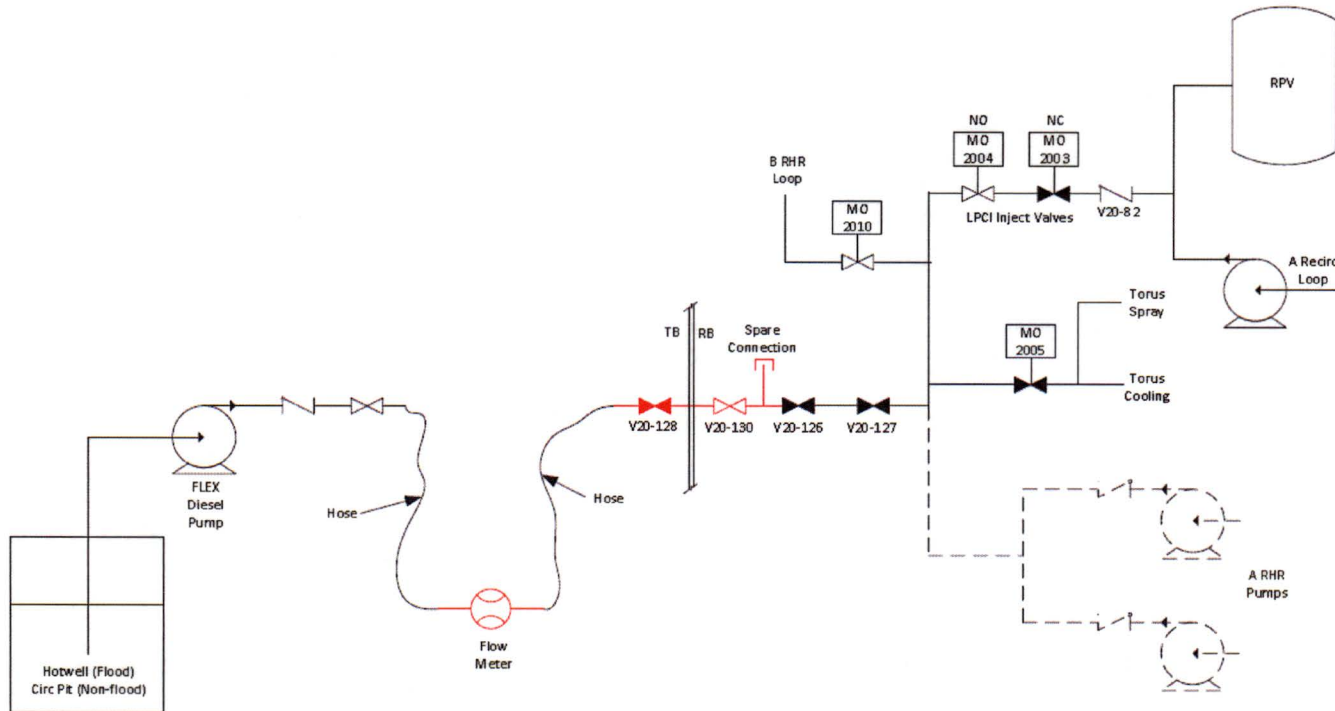 RPV
NO
MO
2004
NC
MO
2003
LPCI Inject Valves
V20-82
B RHR
Loop
MO
2010
A Recirc
Loop
TB
RB
Spare
Connection
MO
2005
Torus
Spray
Torus
Cooling
V20-128
V20-130
V20-126
V20-127
FLEX
Diesel
Pump
Hose
Hose
Flow
Meter
A RHR
Pumps
Hotwell (Flood)
Circ Pit (Non-flood)